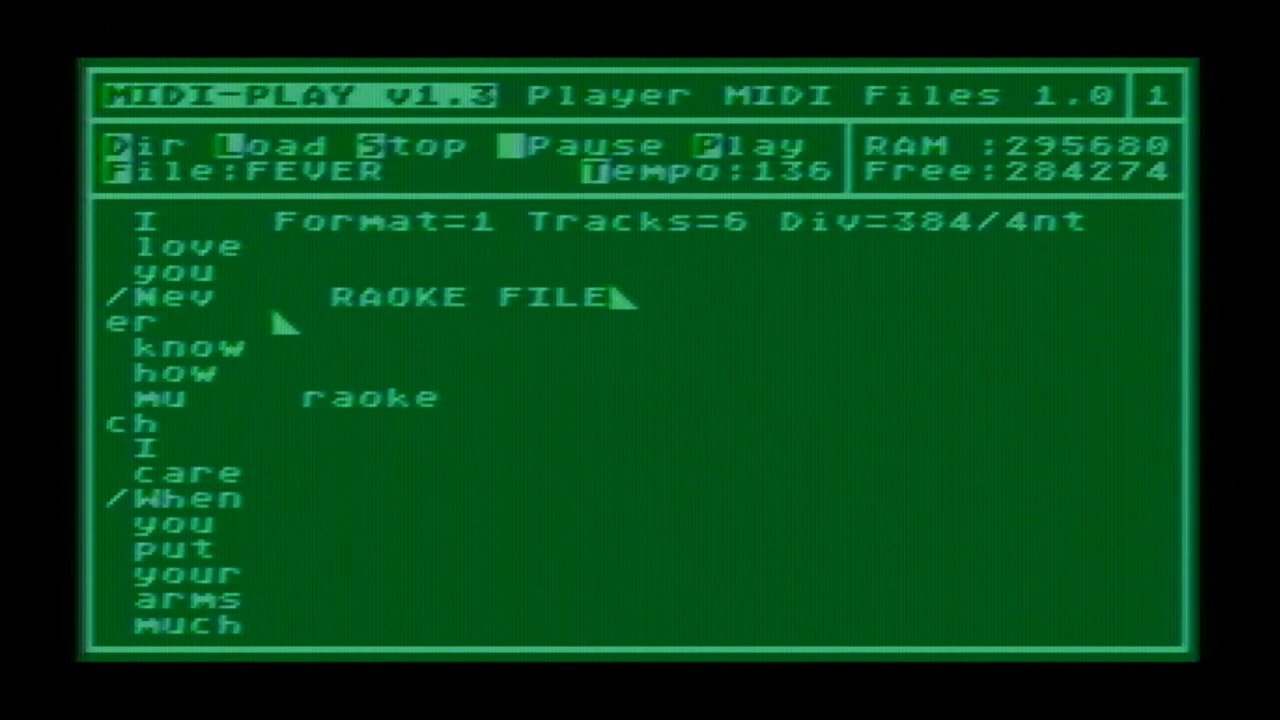 MIDI-PLAY v1.3 Player MIDI Files 1.0 1
Dir Load Stop Pause Play RAM :295680
File:FEVER Tempo:136 Free:284274
I Format=1 Tracks=6 Div=384/4nt
love
you
/Nev RAOKE FILE
er
know
how
mu raoke
ch
I
care
/When
you
put
your
arms
much